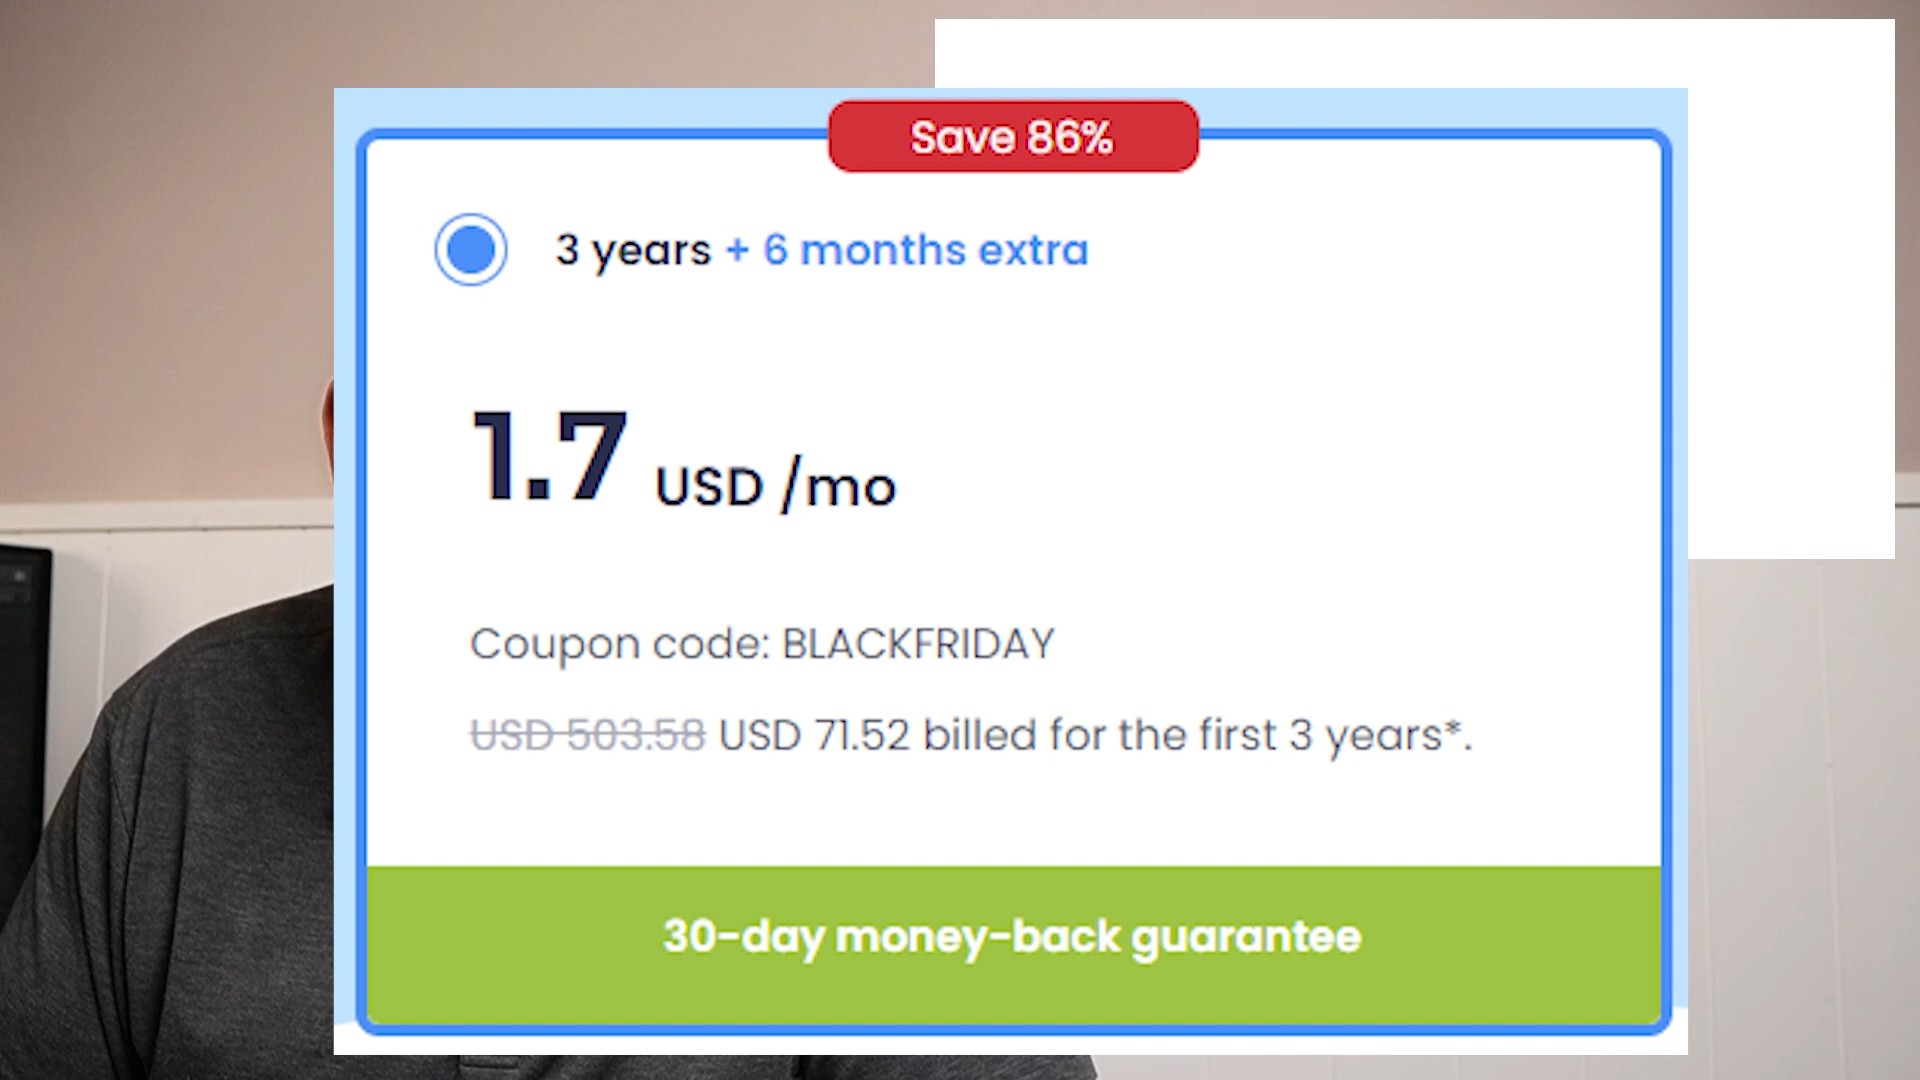 Save 86%
3 years + 6 months extra
1.7 USD /mo
Coupon code: BLACKFRIDAY
USD 503.58 USD 71.52 billed for the first 3 years*.
30-day money-back guarantee